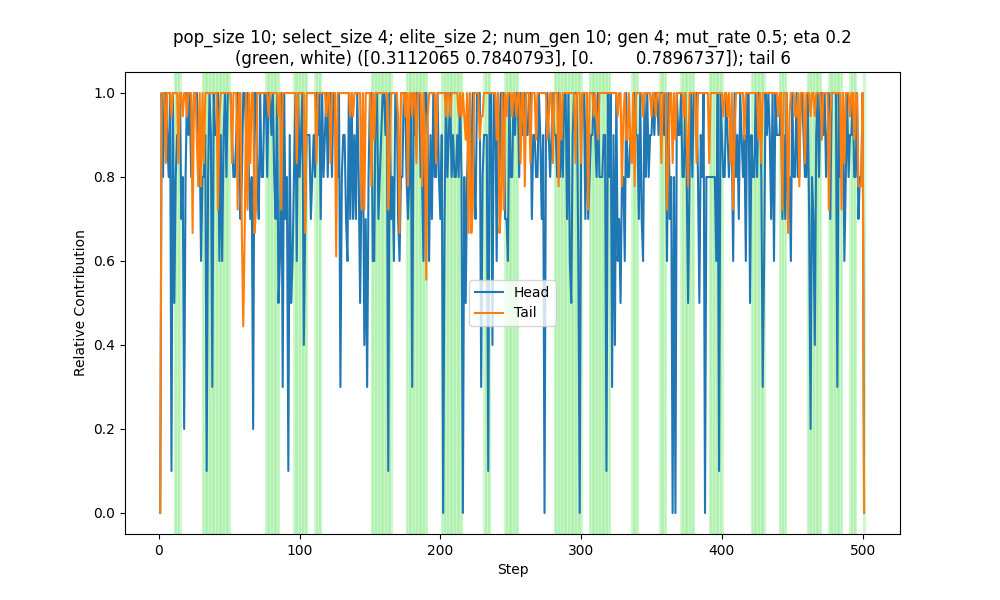 pop_size 10; select_size 4; elite_size 2; num_gen 10; gen 4; mut_rate 0.5; eta 0.2
(green, white) ([0.3112065 0.7840793], [0.         0.7896737]); tail 6
1.0
0.8
0.6
0.4
0.2
0.0
Relative Contribution
Head
Tail
0
100
200
300
400
500
Step